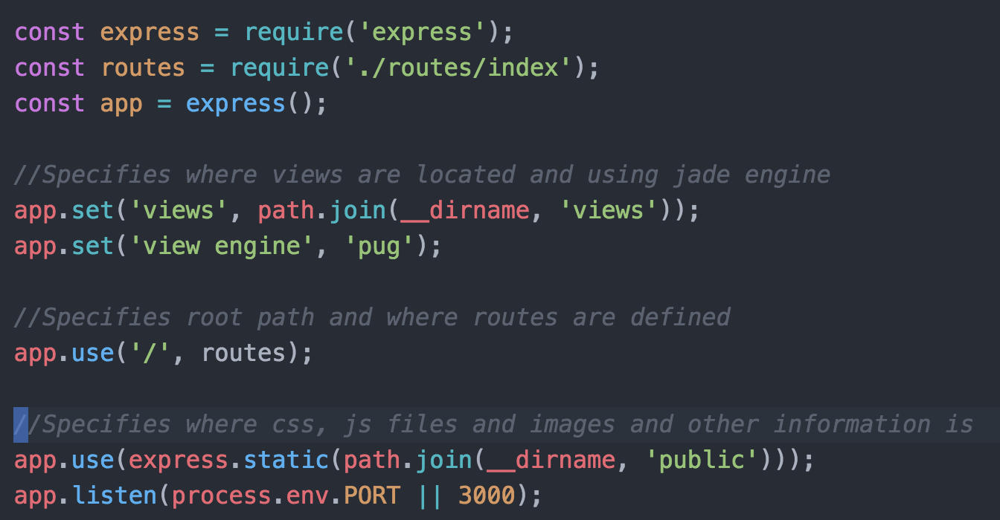 const express = require('express');
const routes = require('./routes/index');
const app = express();
//Specifies where views are located and using jade engine
app.set('views', path.join(__dirname, 'views'));
app.set('view engine', 'pug');
//Specifies root path and where routes are defined
app.use('/', routes);
//Specifies where css, js files and images and other information is
app.use(express.static(path.join(__dirname, 'public')));
app.listen(process.env.PORT || 3000);